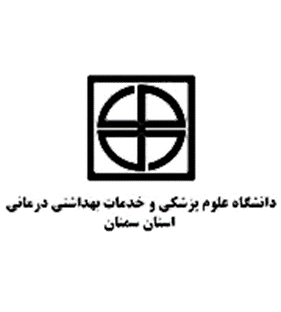 دانشگاه علوم پزشکی و خدمات بهداشتی درمانی
استان سمنان